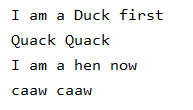 I am a Duck first
Quack Quack
I am a hen now
caaw caaw